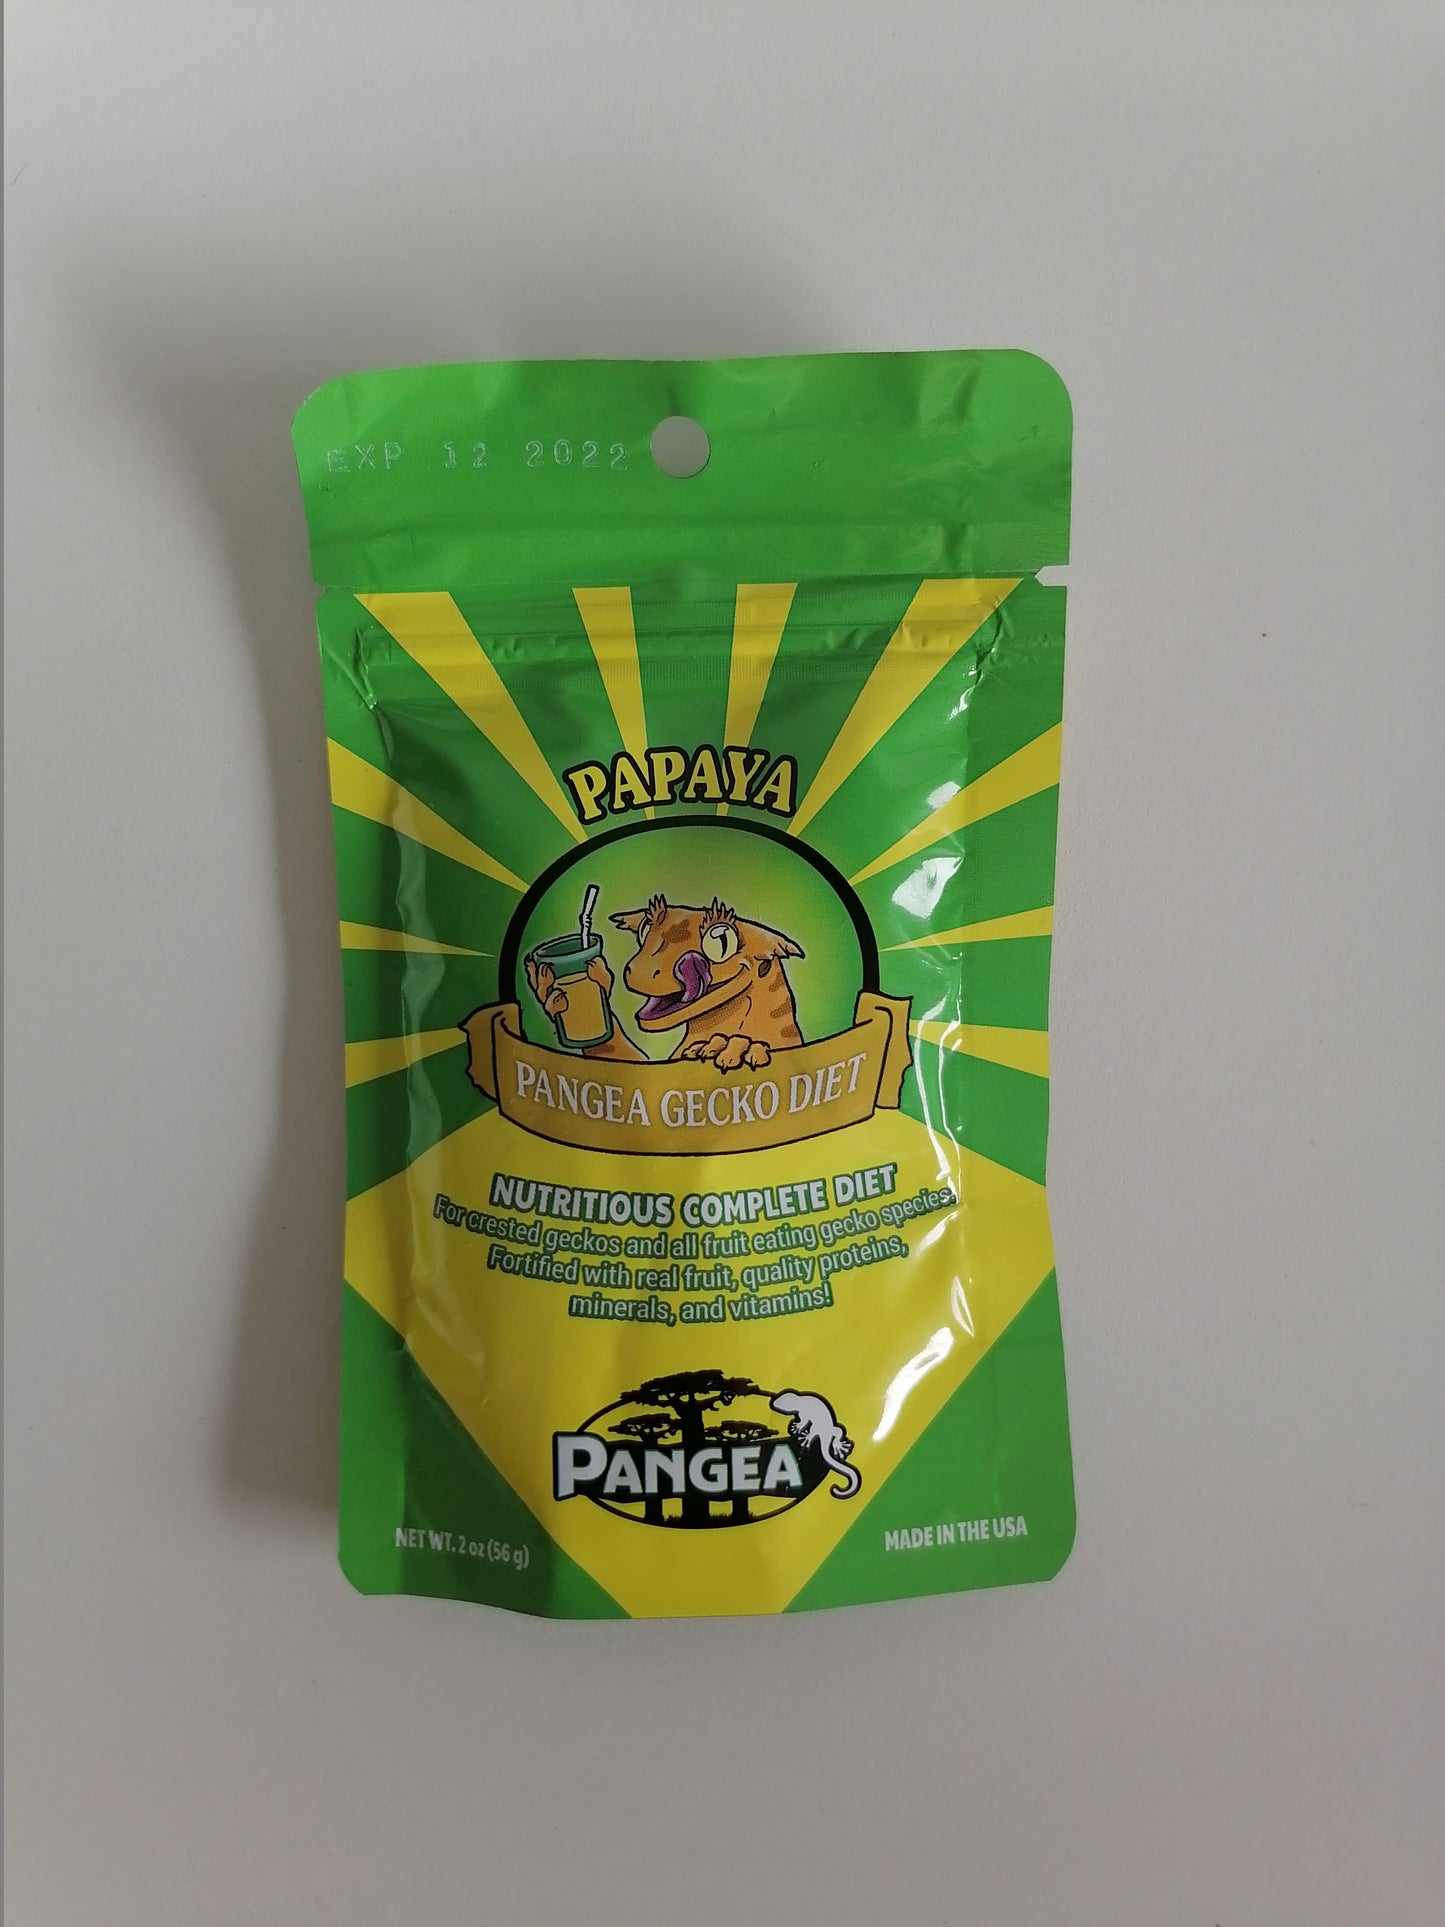 EXP 12 2022
PAPAYA
PANGEA GECKO DIET
NUTRITIOUS COMPLETE DIET
For crested geckos and all fruit eating gecko species.
Fortified with real fruit, quality proteins,
minerals, and vitamins!
PANGEA
NET WT. 2 oz (56 g)
MADE IN THE USA